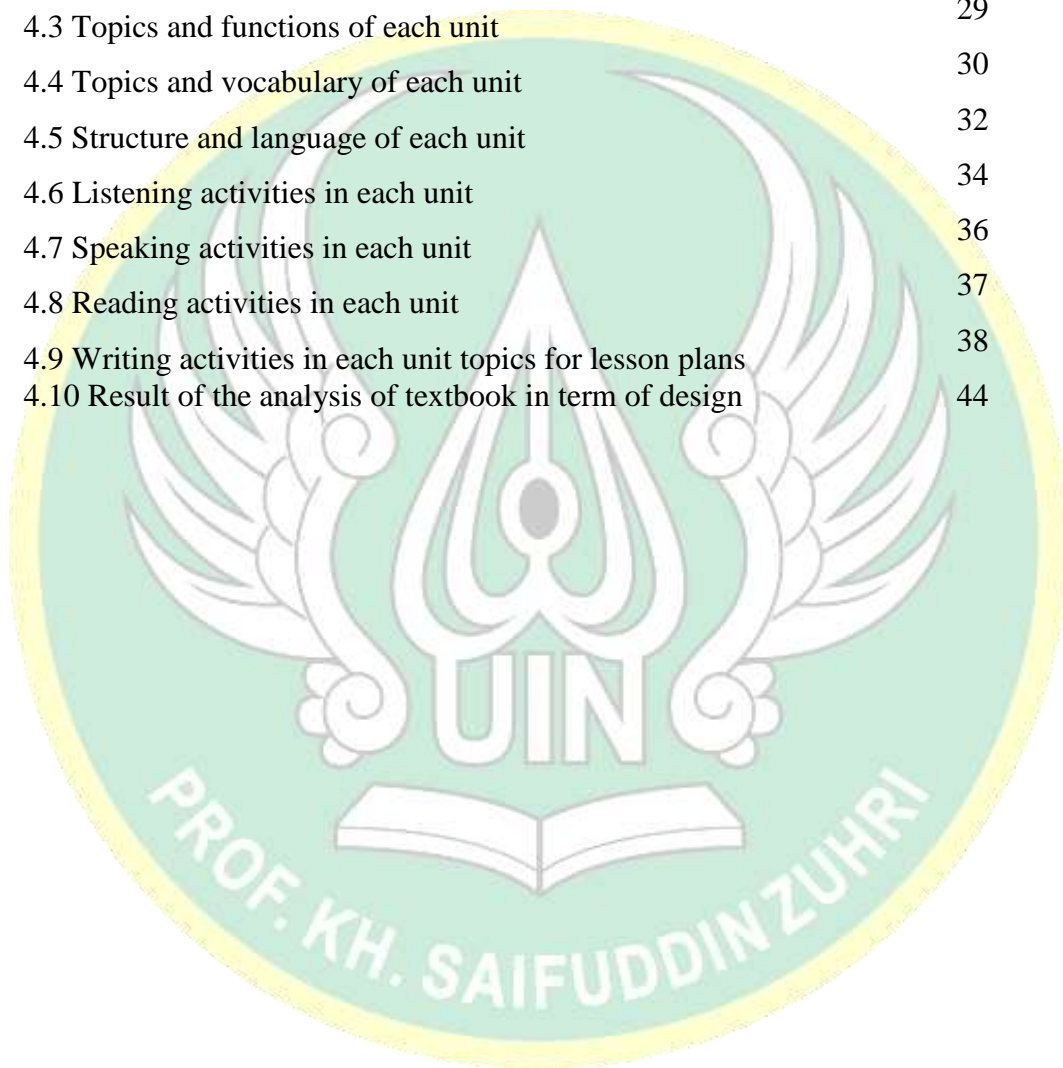 4.3 Topics and functions of each unit 29
4.4 Topics and vocabulary of each unit 30
4.5 Structure and language of each unit 32
4.6 Listening activities in each unit 34
4.7 Speaking activities in each unit 36
4.8 Reading activities in each unit 37
4.9 Writing activities in each unit topics for lesson plans 38
4.10 Result of the analysis of textbook in term of design 44
UIN
PROF. KH. SAIFUDDIN ZUHRI